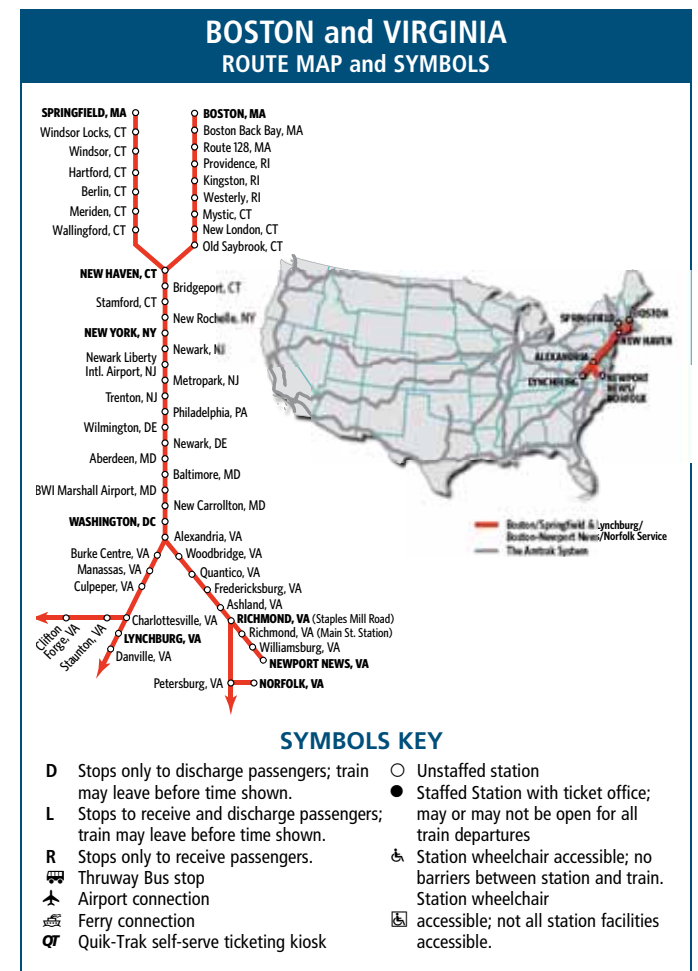 BOSTON and VIRGINIA
ROUTE MAP and SYMBOLS
SPRINGFIELD, MA
Windsor Locks, CT
Windsor, CT
Hartford, CT
Berlin, CT
Meriden, CT
Wallingford, CT
BOSTON, MA
Boston Back Bay, MA
Route 128, MA
Providence, RI
Kingston, RI
Westerly, RI
Mystic, CT
New London, CT
Old Saybrook, CT
NEW HAVEN, CT
Bridgeport, CT
Stamford, CT
New Rochelle, NY
NEW YORK, NY
Newark, NJ
Newark Liberty
Intl. Airport, NJ
Metropark, NJ
Trenton, NJ
Philadelphia, PA
Wilmington, DE
Newark, DE
Aberdeen, MD
Baltimore, MD
BWI Marshall Airport, MD
New Carrollton, MD
WASHINGTON, DC
Alexandria, VA
Burke Centre, VA
Manassas, VA
Culpeper, VA
Charlottesville, VA
Clifton
Forge, VA
Staunton, VA
LYNCHBURG, VA
Danville, VA
Woodbridge, VA
Quantico, VA
Fredericksburg, VA
Ashland, VA
RICHMOND, VA (Staples Mill Road)
Richmond, VA (Main St. Station)
Williamsburg, VA
NEWPORT NEWS, VA
Petersburg, VA
NORFOLK, VA
SPRINGFIELD
BOSTON
NEW HAVEN
ALEXANDRIA
LYNCHBURG
NEWPORT
NEWS/
NORFOLK
Boston/Springfield & Lynchburg/
Boston-Newport News/Norfolk Service
The Amtrak System
SYMBOLS KEY
D Stops only to discharge passengers; train
may leave before time shown.
L Stops to receive and discharge passengers;
train may leave before time shown.
R Stops only to receive passengers.
Thruway Bus stop
Airport connection
Ferry connection
QT Quik-Trak self-serve ticketing kiosk
Unstaffed station
Staffed Station with ticket office;
may or may not be open for all
train departures
Station wheelchair accessible; no
barriers between station and train.
Station wheelchair
accessible; not all station facilities
accessible.